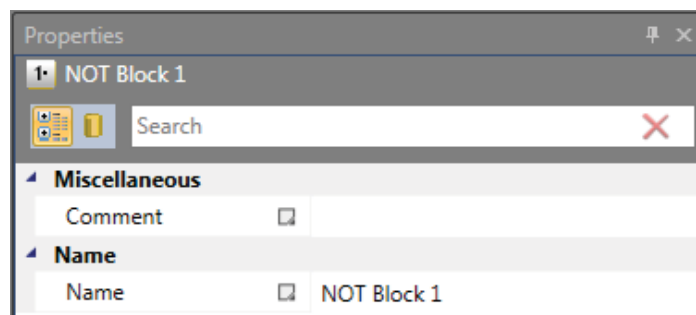 Properties
1 NOT Block 1
Search
Miscellaneous
Comment
Name
Name NOT Block 1